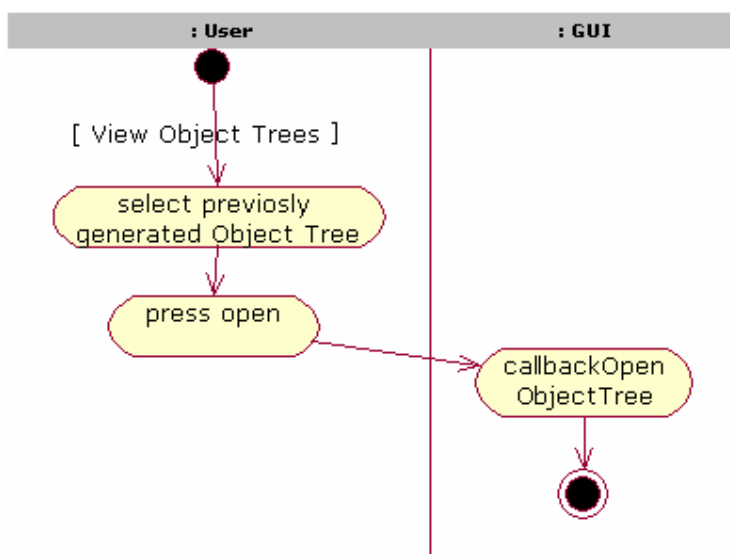 : User
: GUI
[ View Object Trees ]
select previosly
generated Object Tree
press open
callbackOpen
ObjectTree